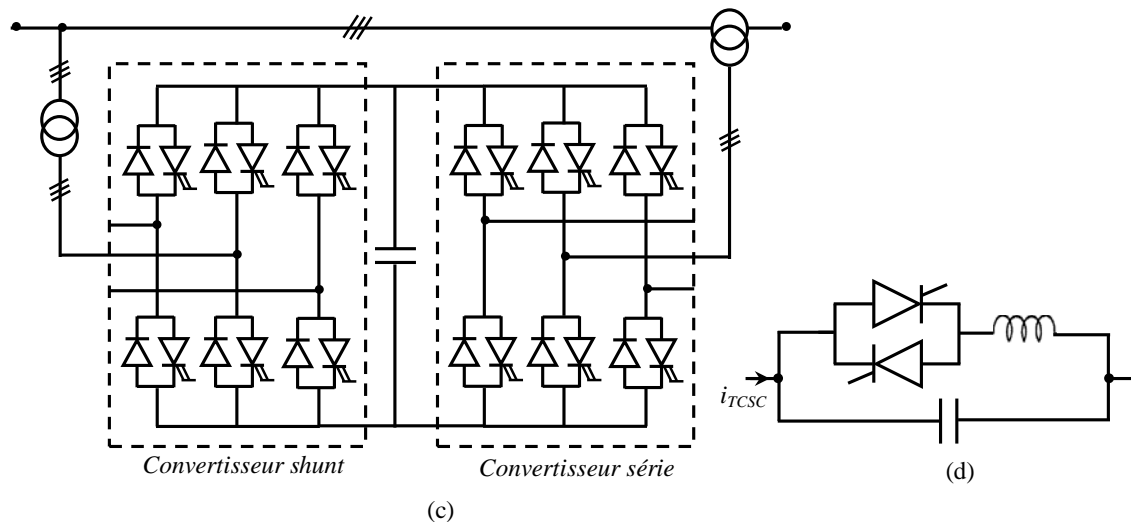 i_TCSC
Convertisseur shunt
Convertisseur série
(d)
(c)